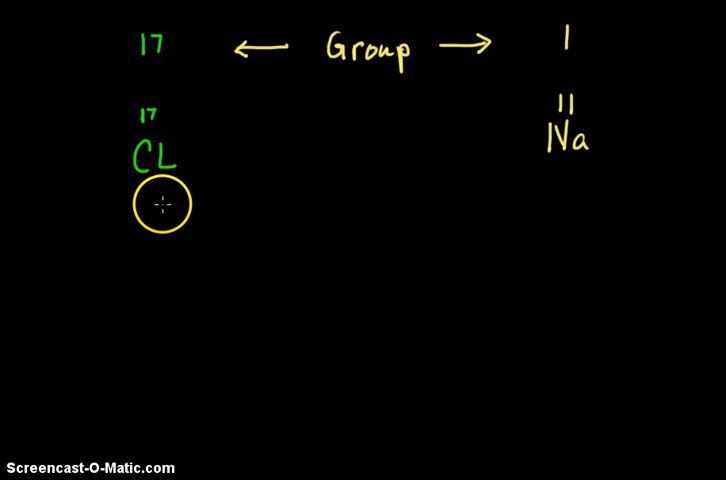 17 ← Group → 1
17 11
CL Na
Screencast-O-Matic.com